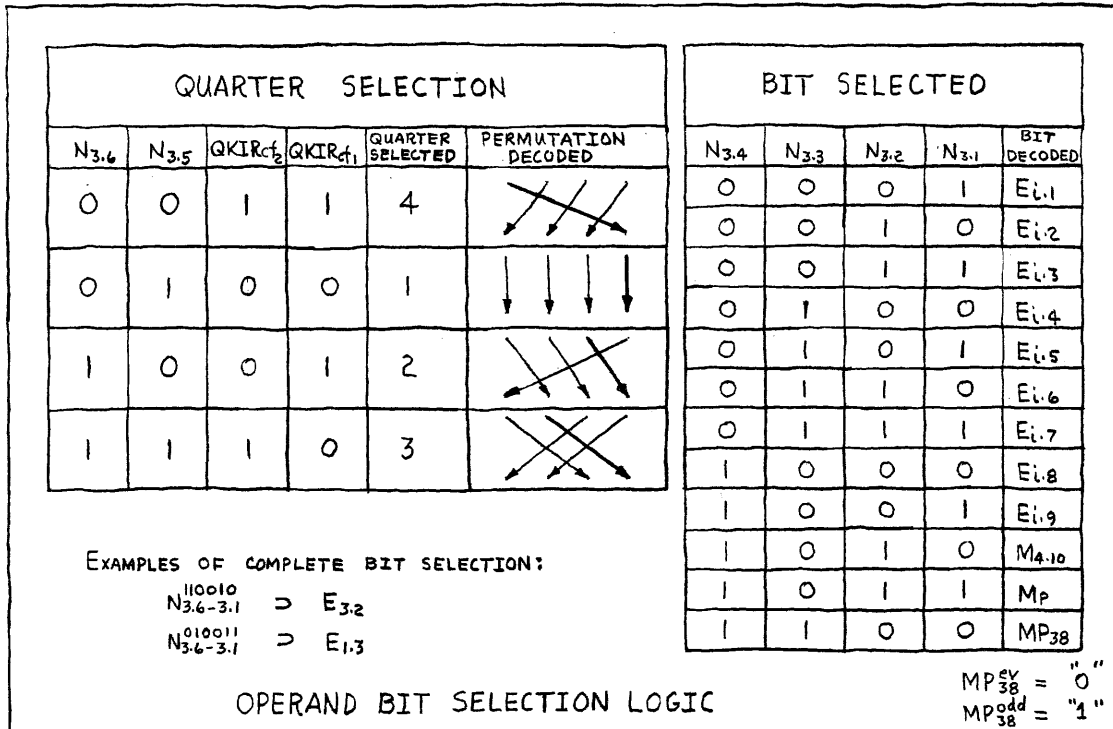 QUARTER SELECTION
N3.6 N3.5 QKIRcf2 QKIRcf1 QUARTER SELECTED PERMUTATION DECODED
0 0 1 1 4
0 1 0 0 1
1 0 0 1 2
1 1 1 0 3
BIT SELECTED
N3.4 N3.3 N3.2 N3.1 BIT DECODED
0 0 0 1 Ei.1
0 0 1 0 Ei.2
0 0 1 1 Ei.3
0 1 0 0 Ei.4
0 1 0 1 Ei.5
0 1 1 0 Ei.6
0 1 1 1 Ei.7
1 0 0 0 Ei.8
1 0 0 1 Ei.9
1 0 1 0 M4.10
1 0 1 1 MP
1 1 0 0 MP38
EXAMPLES OF COMPLETE BIT SELECTION:
N3.6-3.1 110010 ⊃ E3.2
N3.6-3.1 010011 ⊃ E1.3
OPERAND BIT SELECTION LOGIC
MP38 ev = "0"
MP38 odd = "1"